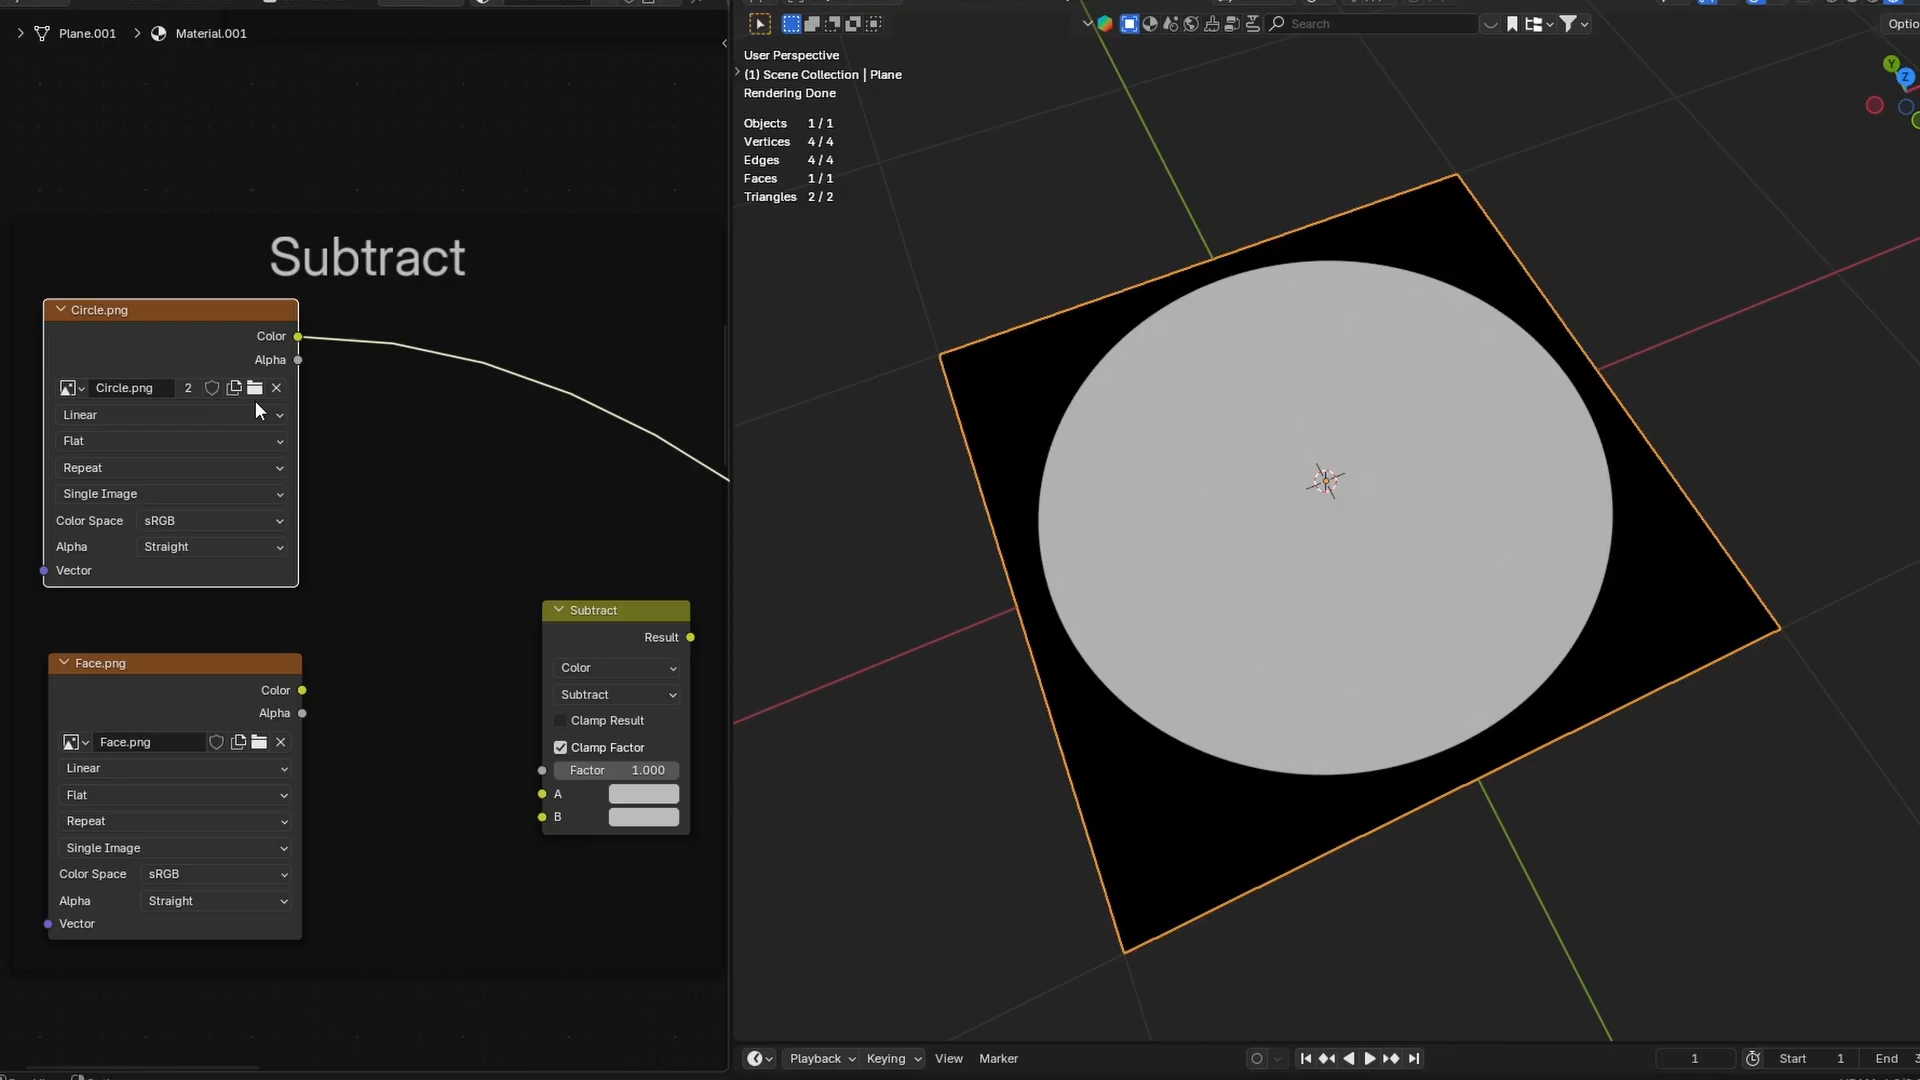 Plane.001 Material.001
Subtract
Circle.png
Color
Alpha
Circle.png 2
Linear
Flat
Repeat
Single Image
Color Space sRGB
Alpha Straight
Vector
Face.png
Color
Alpha
Face.png
Linear
Flat
Repeat
Single Image
Color Space sRGB
Alpha Straight
Vector
Subtract
Result
Color
Subtract
Clamp Result
Clamp Factor
Factor 1.000
A
B
Search
Optio
User Perspective
(1) Scene Collection | Plane
Rendering Done
Objects 1 / 1
Vertices 4 / 4
Edges 4 / 4
Faces 1 / 1
Triangles 2 / 2
Y
Z
Playback Keying View Marker
1 Start 1 End